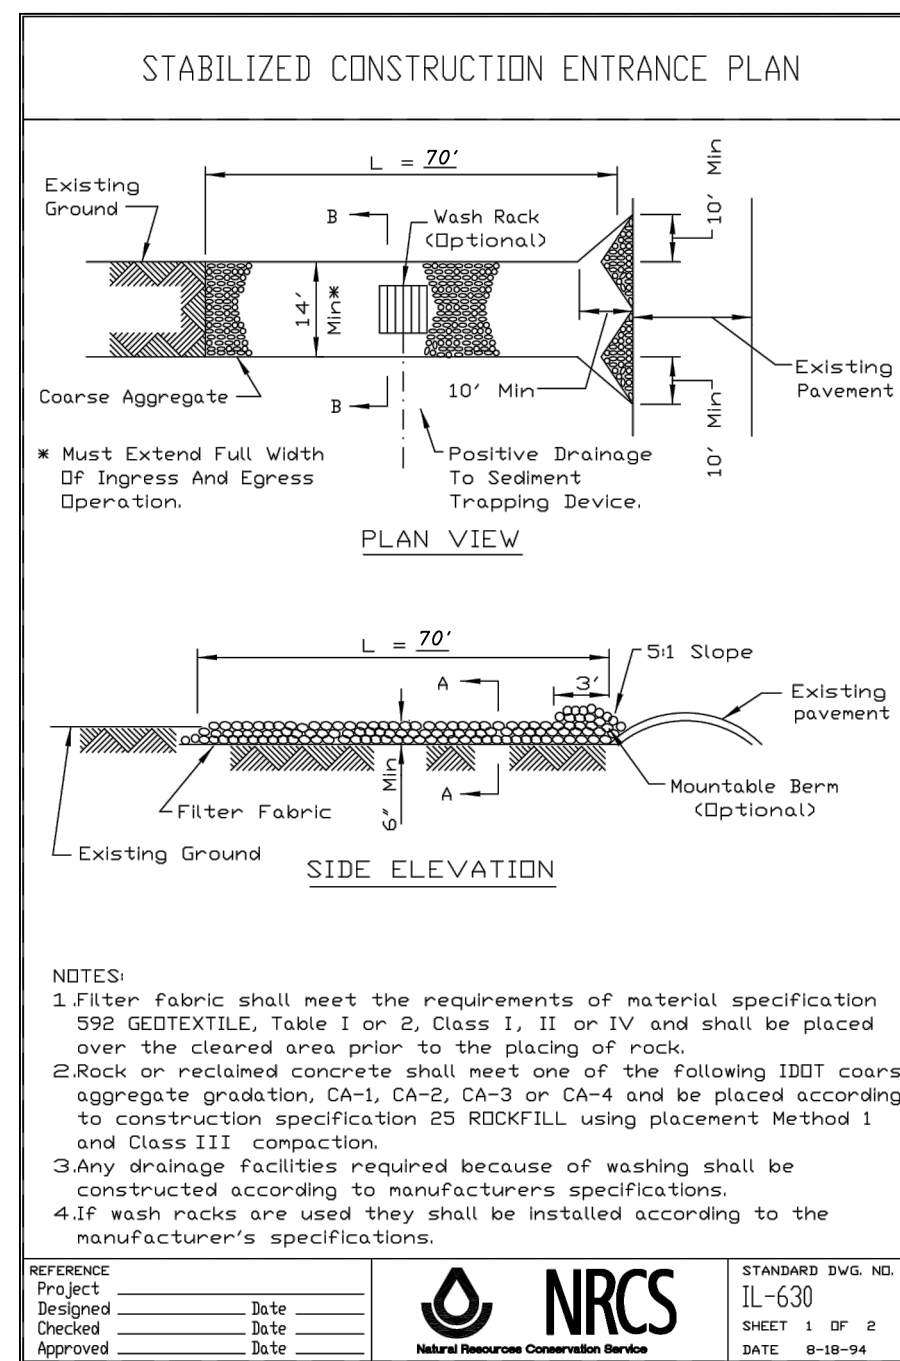 STABILIZED CONSTRUCTION ENTRANCE PLAN
L = 70'
10' Min
Existing
Ground
B
Wash Rack
(Optional)
14'
Min*
Existing
Pavement
Coarse Aggregate
B
10' Min
10' Min
* Must Extend Full Width
Of Ingress And Egress
Operation.
Positive Drainage
To Sediment
Trapping Device.
PLAN VIEW
L = 70'
5:1 Slope
A
3'
Existing
pavement
Mountable Berm
(Optional)
6" Min
A
Filter Fabric
Existing Ground
SIDE ELEVATION
NOTES:
1.Filter fabric shall meet the requirements of material specification
592 GEOTEXTILE, Table I or 2, Class I, II or IV and shall be placed
over the cleared area prior to the placing of rock.
2.Rock or reclaimed concrete shall meet one of the following IDOT coars
aggregate gradation, CA-1, CA-2, CA-3 or CA-4 and be placed according
to construction specification 25 ROCKFILL using placement Method 1
and Class III compaction.
3.Any drainage facilities required because of washing shall be
constructed according to manufacturers specifications.
4.If wash racks are used they shall be installed according to the
manufacturer's specifications.
REFERENCE
Project
Designed Date
Checked Date
Approved Date
NRCS
Natural Resources Conservation Service
STANDARD DWG. NO.
IL-630
SHEET 1 OF 2
DATE 8-18-94